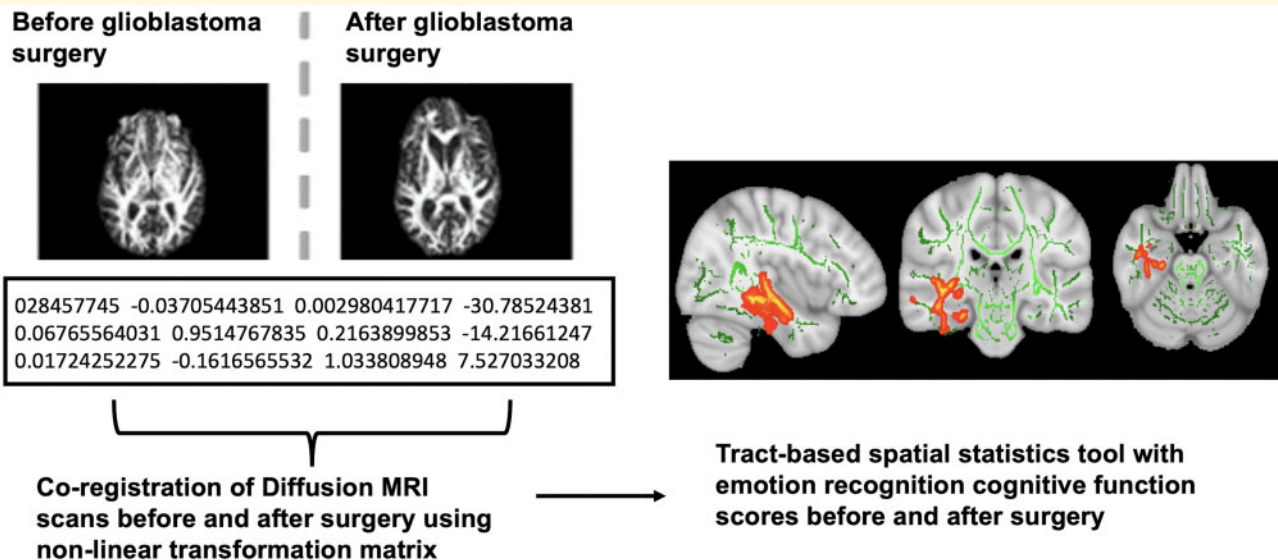 Before glioblastoma
surgery
After glioblastoma
surgery
028457745 -0.03705443851 0.002980417717 -30.78524381
0.06765564031 0.9514767835 0.2163899853 -14.21661247
0.01724252275 -0.1616565532 1.033808948 7.527033208
Co-registration of Diffusion MRI
scans before and after surgery using
non-linear transformation matrix
Tract-based spatial statistics tool with
emotion recognition cognitive function
scores before and after surgery